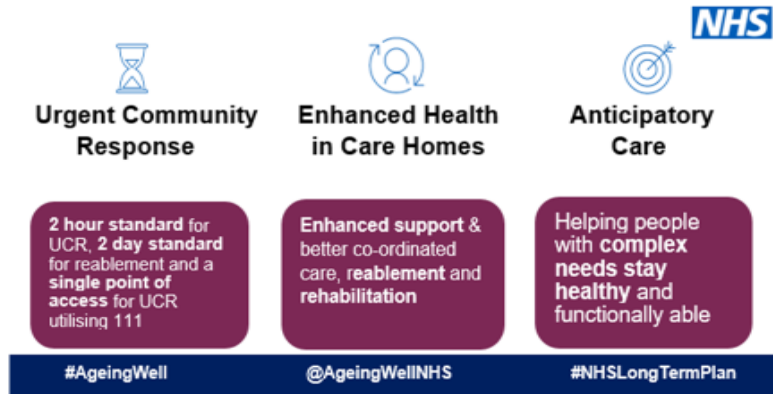 NHS
Urgent Community
Response
Enhanced Health
in Care Homes
Anticipatory
Care
2 hour standard for
UCR, 2 day standard
for reablement and a
single point of
access for UCR
utilising 111
Enhanced support &
better co-ordinated
care, reablement and
rehabilitation
Helping people
with complex
needs stay
healthy and
functionally able
#AgeingWell
@AgeingWellNHS
#NHSLongTermPlan